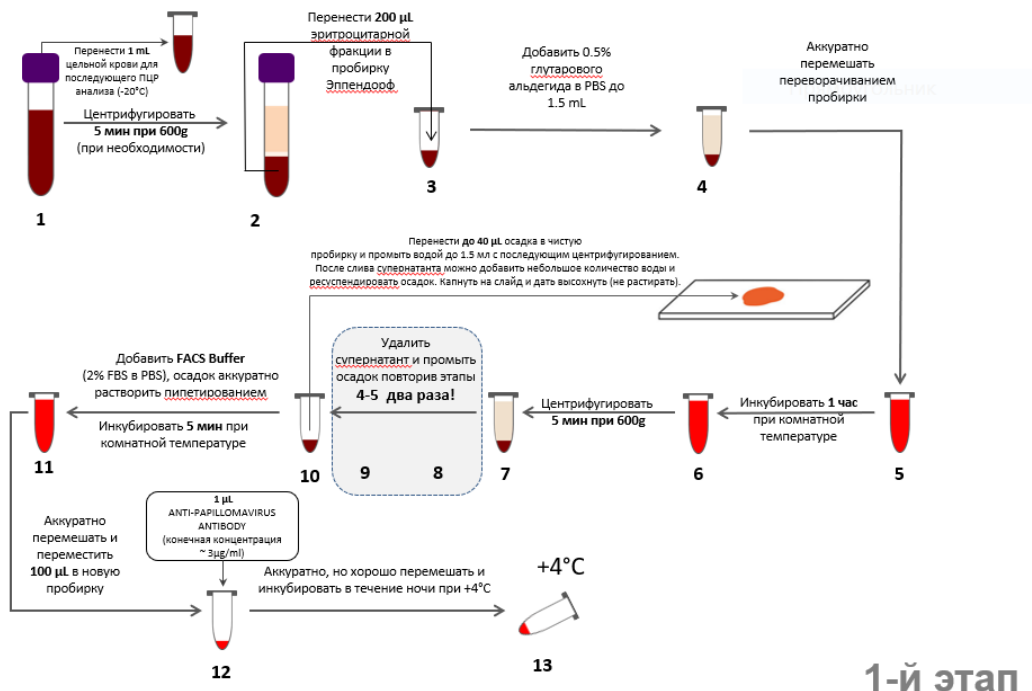 Перенести 1 mL
цельной крови для
последующего ПЦР
анализа (-20°C)
Центрифугировать
5 мин при 600g
(при необходимости)
1
2
Перенести 200 µL
эритроцитарной
фракции в
пробирку
Эппендорф
3
Добавить 0.5%
глутарового
альдегида в PBS до
1.5 mL
4
Аккуратно
перемешать
переворачиванием
пробирки
Перенести до 40 µL осадка в чистую
пробирку и промыть водой до 1.5 мл с последующим центрифугированием.
После слива супернатанта можно добавить небольшое количество воды и
ресуспендировать осадок. Капнуть на слайд и дать высохнуть (не растирать).
Инкубировать 1 час
при комнатной
температуре
5
6
Центрифугировать
5 мин при 600g
7
Удалить
супернатант и промыть
осадок повторив этапы
4-5 два раза!
8
9
10
Добавить FACS Buffer
(2% FBS в PBS), осадок аккуратно
растворить пипетированием
Инкубировать 5 мин при
комнатной температуре
11
Аккуратно
перемешать и
переместить
100 µL в новую
пробирку
1 µL
ANTI-PAPILLOMAVIRUS
ANTIBODY
(конечная концентрация
~ 3µg/ml)
12
Аккуратно, но хорошо перемешать и
инкубировать в течение ночи при +4°C
+4°C
13
1-й этап